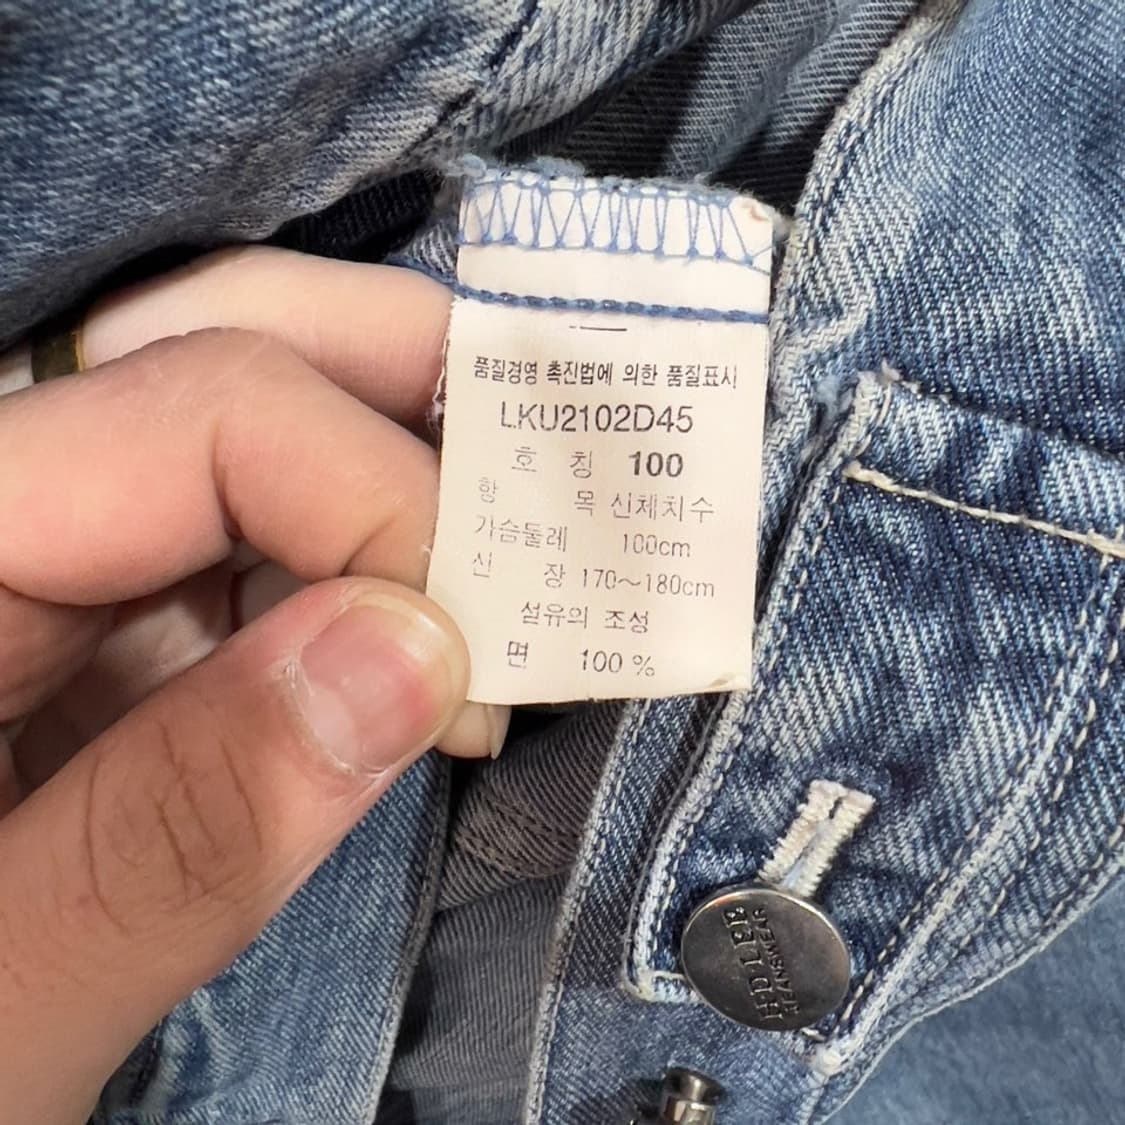 품질경영 촉진법에 의한 품질표시
LKU2102D45
호 칭 100
항 목 신체치수
가슴둘레 100cm
신 장 170~180cm
섬유의 조성
면 100 %
H·D LEE
JEANSWEAR